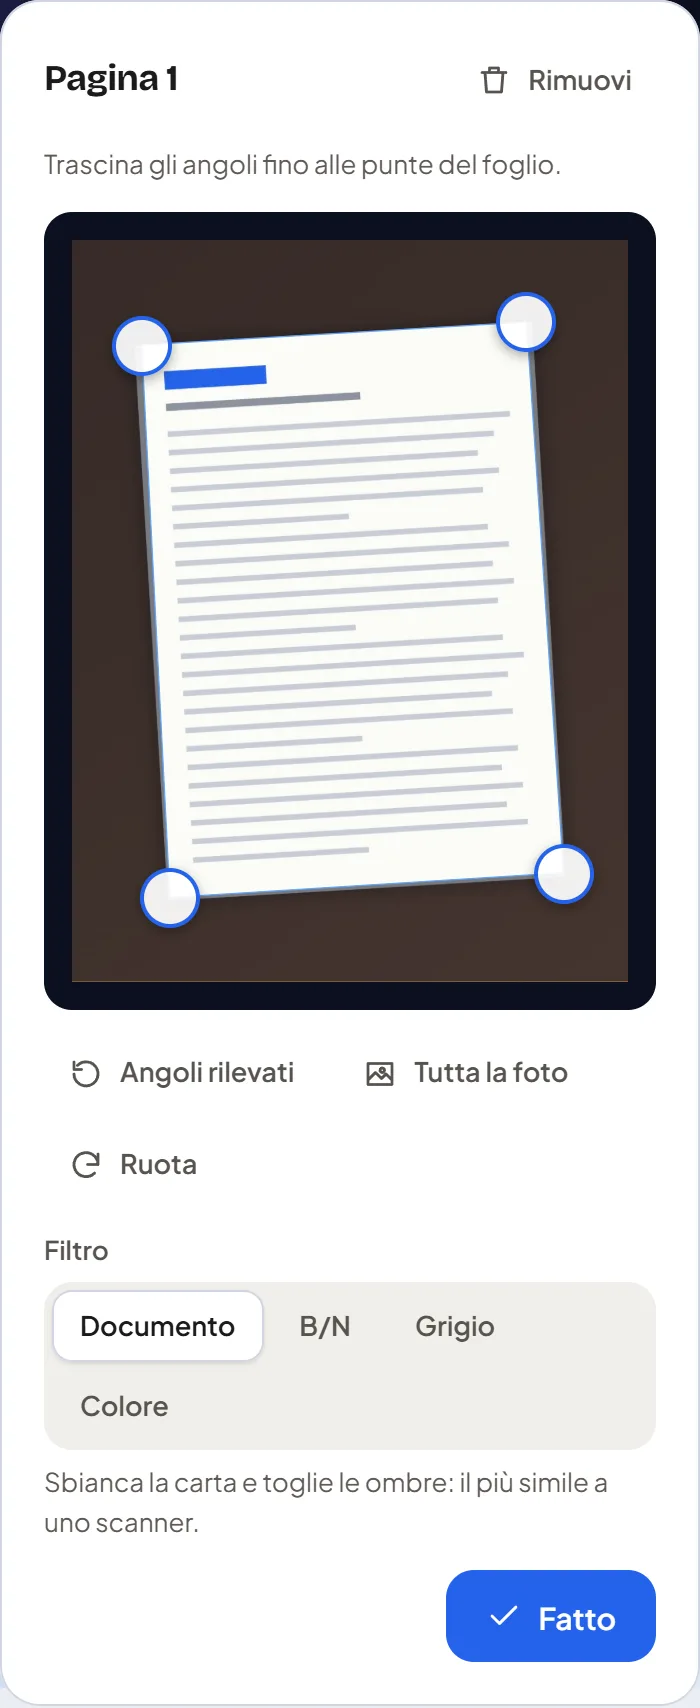 Pagina 1
Rimuovi
Trascina gli angoli fino alle punte del foglio.
Angoli rilevati
Tutta la foto
Ruota
Filtro
Documento
B/N
Grigio
Colore
Sbianca la carta e toglie le ombre: il più simile a
uno scanner.
Fatto